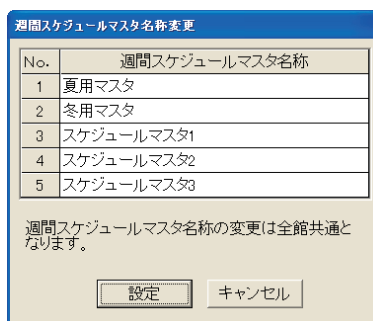 週間スケジュールマスタ名称変更
No. 週間スケジュールマスタ名称
1 夏用マスタ
2 冬用マスタ
3 スケジュールマスタ1
4 スケジュールマスタ2
5 スケジュールマスタ3
週間スケジュールマスタ名称の変更は全館共通と
なります。
設定 キャンセル